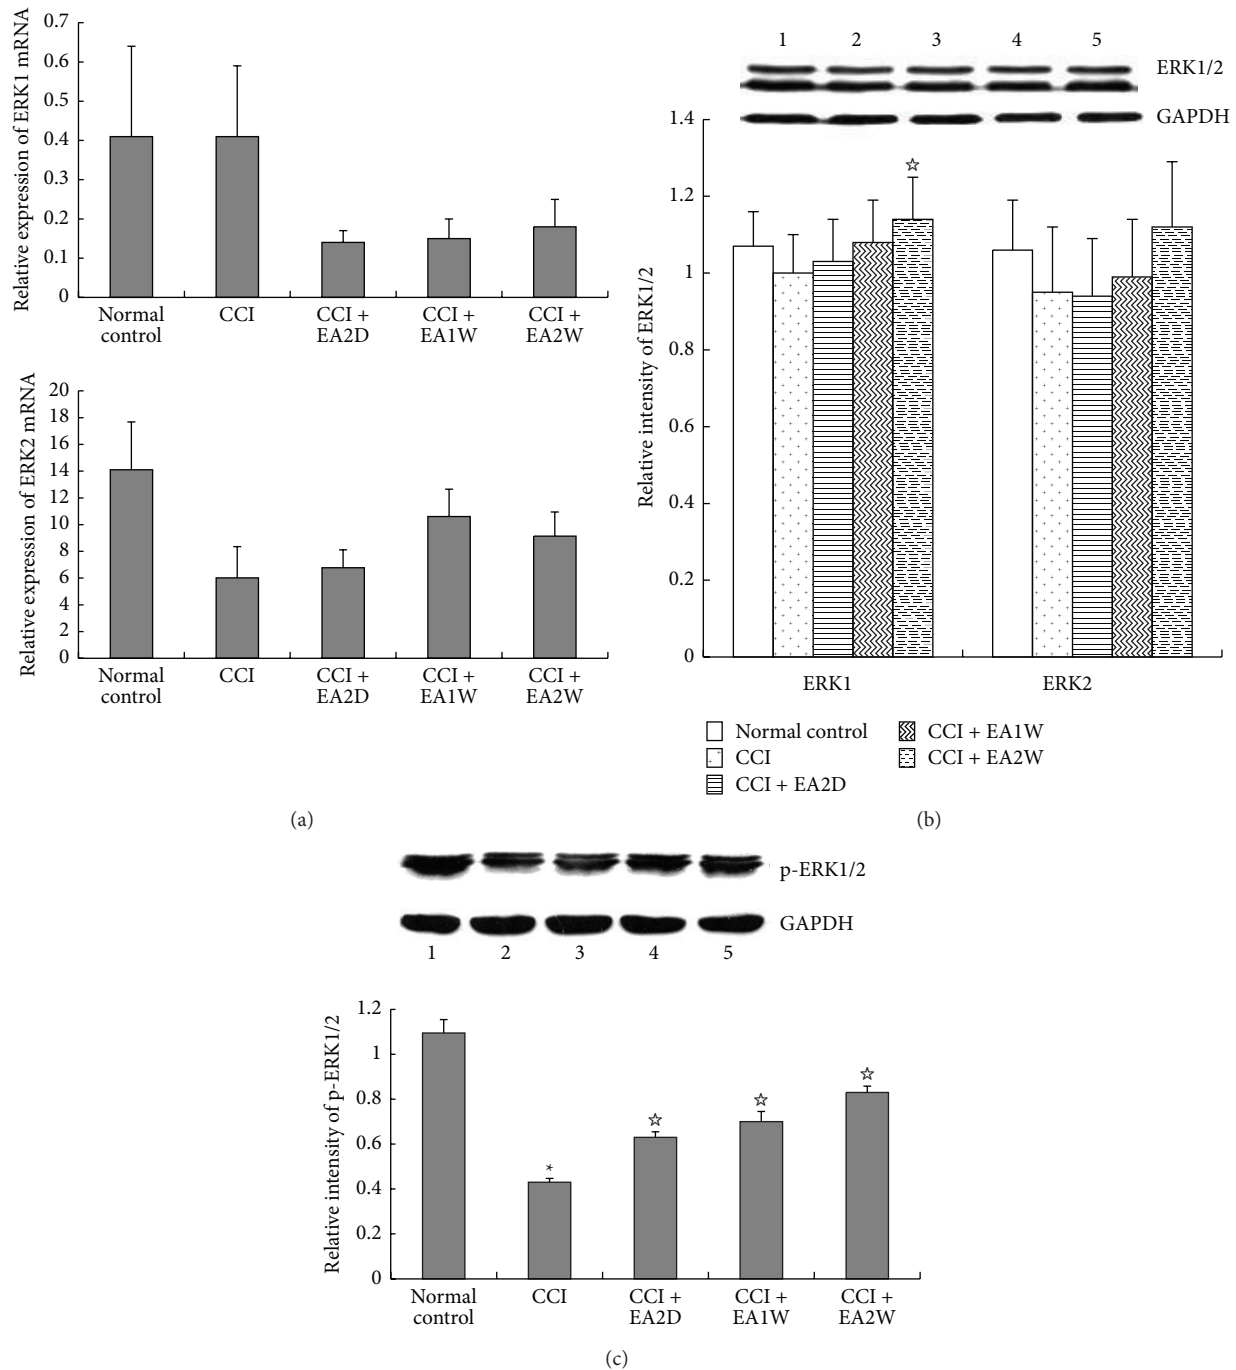 Relative expression of ERK1 mRNA
0.7
0.6
0.5
0.4
0.3
0.2
0.1
0
Normal control
CCI
CCI + EA2D
CCI + EA1W
CCI + EA2W
Relative expression of ERK2 mRNA
20
18
16
14
12
10
8
6
4
2
0
Normal control
CCI
CCI + EA2D
CCI + EA1W
CCI + EA2W
(a)
1 2 3 4 5
ERK1/2
GAPDH
Relative intensity of ERK1/2
1.4
1.2
1
0.8
0.6
0.4
0.2
0
ERK1 ERK2
Normal control
CCI
CCI + EA2D
CCI + EA1W
CCI + EA2W
(b)
p-ERK1/2
GAPDH
1 2 3 4 5
Relative intensity of p-ERK1/2
1.2
1
0.8
0.6
0.4
0.2
0
*
☆
☆
☆
Normal control
CCI
CCI + EA2D
CCI + EA1W
CCI + EA2W
(c)